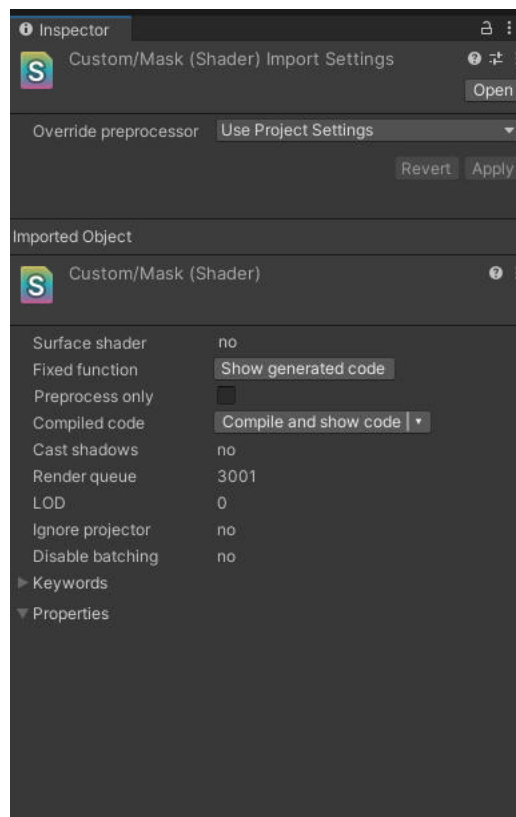 Inspector
Custom/Mask (Shader) Import Settings
Open
Override preprocessor Use Project Settings
Revert Apply
Imported Object
Custom/Mask (Shader)
Surface shader no
Fixed function Show generated code
Preprocess only
Compiled code Compile and show code
Cast shadows no
Render queue 3001
LOD 0
Ignore projector no
Disable batching no
Keywords
Properties